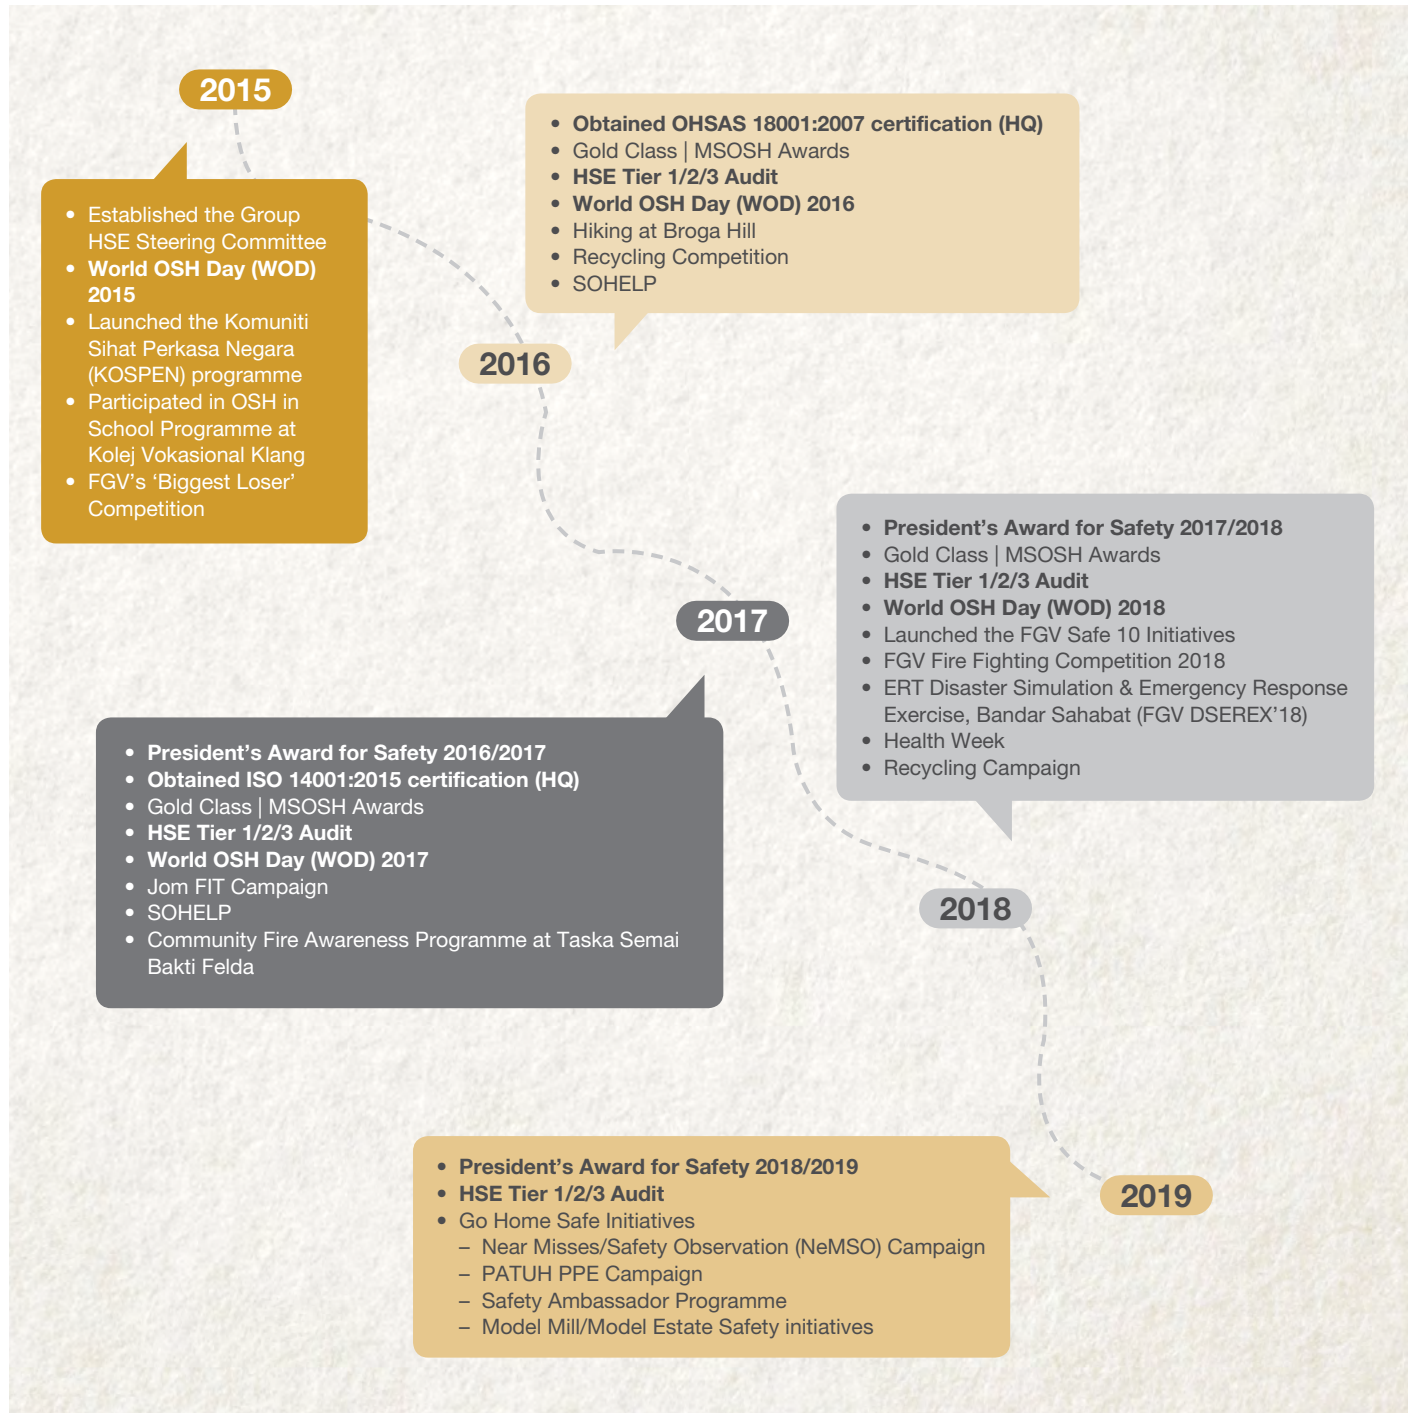 2015
• Established the Group
HSE Steering Committee
• World OSH Day (WOD)
2015
• Launched the Komuniti
Sihat Perkasa Negara
(KOSPEN) programme
• Participated in OSH in
School Programme at
Kolej Vokasional Klang
• FGV’s ‘Biggest Loser’
Competition
• Obtained OHSAS 18001:2007 certification (HQ)
• Gold Class | MSOSH Awards
• HSE Tier 1/2/3 Audit
• World OSH Day (WOD) 2016
• Hiking at Broga Hill
• Recycling Competition
• SOHELP
2016
2017
• President’s Award for Safety 2016/2017
• Obtained ISO 14001:2015 certification (HQ)
• Gold Class | MSOSH Awards
• HSE Tier 1/2/3 Audit
• World OSH Day (WOD) 2017
• Jom FIT Campaign
• SOHELP
• Community Fire Awareness Programme at Taska Semai
Bakti Felda
• President’s Award for Safety 2017/2018
• Gold Class | MSOSH Awards
• HSE Tier 1/2/3 Audit
• World OSH Day (WOD) 2018
• Launched the FGV Safe 10 Initiatives
• FGV Fire Fighting Competition 2018
• ERT Disaster Simulation & Emergency Response
Exercise, Bandar Sahabat (FGV DSEREX’18)
• Health Week
• Recycling Campaign
2018
• President’s Award for Safety 2018/2019
• HSE Tier 1/2/3 Audit
• Go Home Safe Initiatives
– Near Misses/Safety Observation (NeMSO) Campaign
– PATUH PPE Campaign
– Safety Ambassador Programme
– Model Mill/Model Estate Safety initiatives
2019